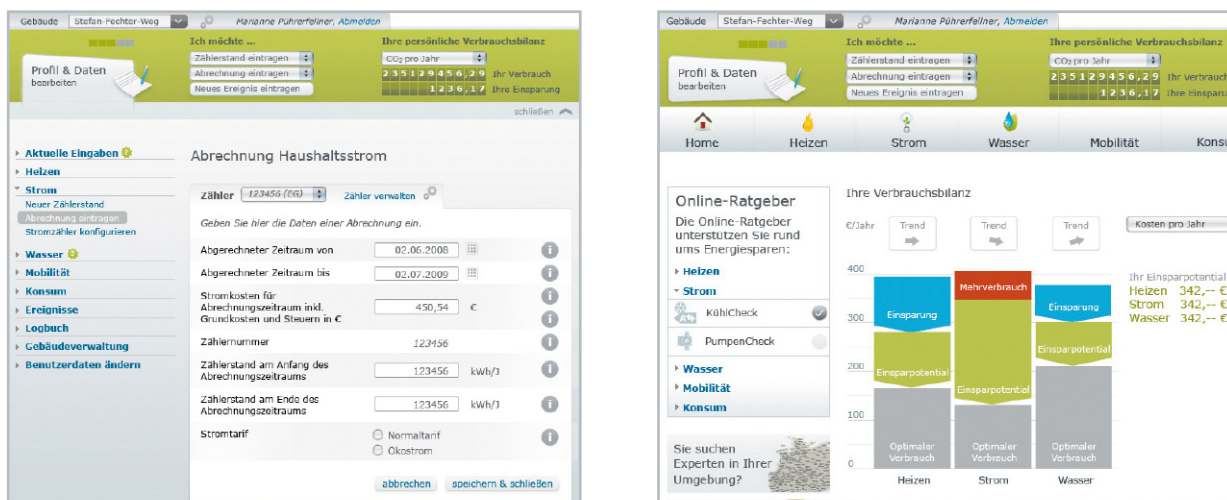 Gebäude Stefan-Fechter-Weg Marianne Pührerfellner, Abmelden
Profil & Daten
bearbeiten
Ich möchte ...
Zählerstand eintragen
Abrechnung eintragen
Neues Ereignis eintragen
Ihre persönliche Verbrauchsbilanz
CO₂ pro Jahr
235129456,29 Ihr Verbrauch
1236,17 Ihre Einsparung
schließen
Aktuelle Eingaben
Heizen
Strom
Neuer Zählerstand
Abrechnung eintragen
Stromzähler konfigurieren
Wasser
Mobilität
Konsum
Ereignisse
Logbuch
Gebäudeverwaltung
Benutzerdaten ändern
Abrechnung Haushaltsstrom
Zähler 123456 (EG) Zähler verwalten
Geben Sie hier die Daten einer Abrechnung ein.
Abgerechneter Zeitraum von 02.06.2008
Abgerechneter Zeitraum bis 02.07.2009
Stromkosten für
Abrechnungszeitraum inkl. 450,54 €
Grundkosten und Steuern in €
Zählernummer 123456
Zählerstand am Anfang des
Abrechnungszeitraums 123456 kWh/J
Zählerstand am Ende des
Abrechnungszeitraums 123456 kWh/J
Stromtarif Normaltarif
Ökostrom
abbrechen speichern & schließen
Gebäude Stefan-Fechter-Weg Marianne Pührerfellner, Abmelden
Profil & Daten
bearbeiten
Ich möchte ...
Zählerstand eintragen
Abrechnung eintragen
Neues Ereignis eintragen
Ihre persönliche Verbrauchsbilanz
CO₂ pro Jahr
235129456,29 Ihr Verbrauch
1236,17 Ihre Einsparu
Home Heizen Strom Wasser Mobilität Konsu
Online-Ratgeber
Die Online-Ratgeber
unterstützen Sie rund
ums Energiesparen:
Heizen
Strom
KühlCheck
PumpenCheck
Wasser
Mobilität
Konsum
Sie suchen
Experten in Ihrer
Umgebung?
Ihre Verbrauchsbilanz
€/Jahr Trend Trend Trend Kosten pro Jahr
400
300
200
100
0
Einsparung
Einsparpotential
Optimaler
Verbrauch
Heizen
Mehrverbrauch
Einsparpotential
Optimaler
Verbrauch
Strom
Einsparung
Einsparpotential
Optimaler
Verbrauch
Wasser
Ihr Einsparpotential
Heizen 342,-- €
Strom 342,-- €
Wasser 342,-- €